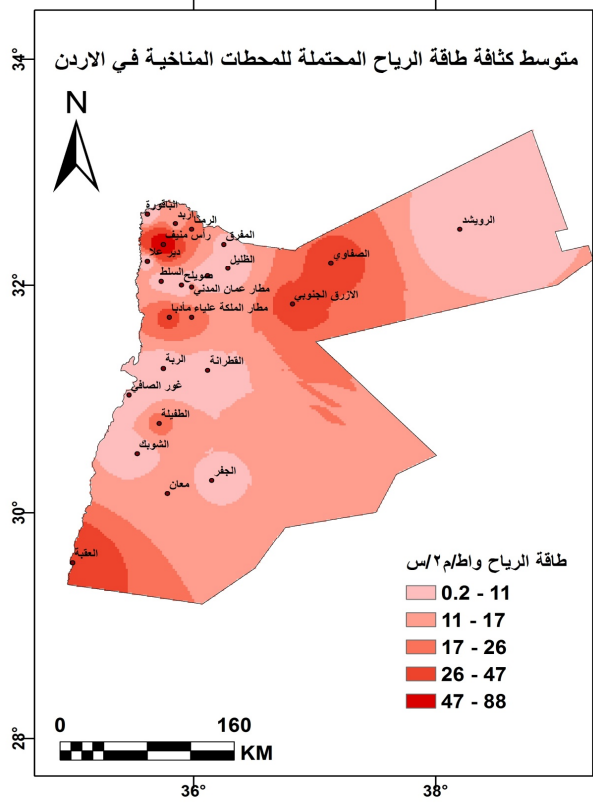 متوسط كثافة طاقة الرياح المحتملة للمحطات المناخية في الاردن
34°
32°
30°
28°
36°
38°
N
الباقورة
اربد
الرمثا
رأس منيف
المفرق
دير علا
الظليل
السلط
صويلح
مطار عمان المدني
مطار الملكة علياء
مادبا
الصفاوي
الازرق الجنوبي
الرويشد
الربة
القطرانة
غور الصافي
الطفيلة
الشوبك
الجفر
معان
العقبة
طاقة الرياح واط/م٢/س
0.2 - 11
11 - 17
17 - 26
26 - 47
47 - 88
0 160
KM